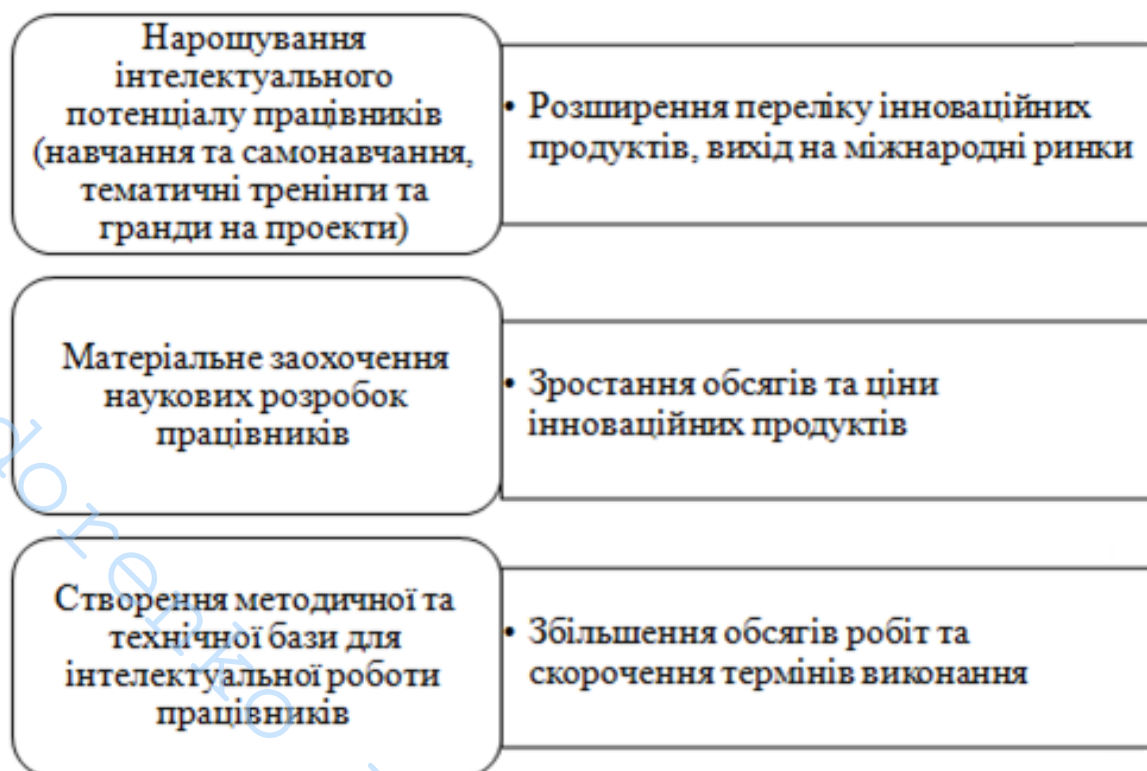 Нарощування
інтелектуального
потенціалу працівників
(навчання та самонавчання,
тематичні тренінги та
гранди на проекти)
• Розширення переліку інноваційних
продуктів, вихід на міжнародні ринки
Матеріальне заохочення
наукових розробок
працівників
• Зростання обсягів та ціни
інноваційних продуктів
Створення методичної та
технічної бази для
інтелектуальної роботи
працівників
• Збільшення обсягів робіт та
скорочення термінів виконання